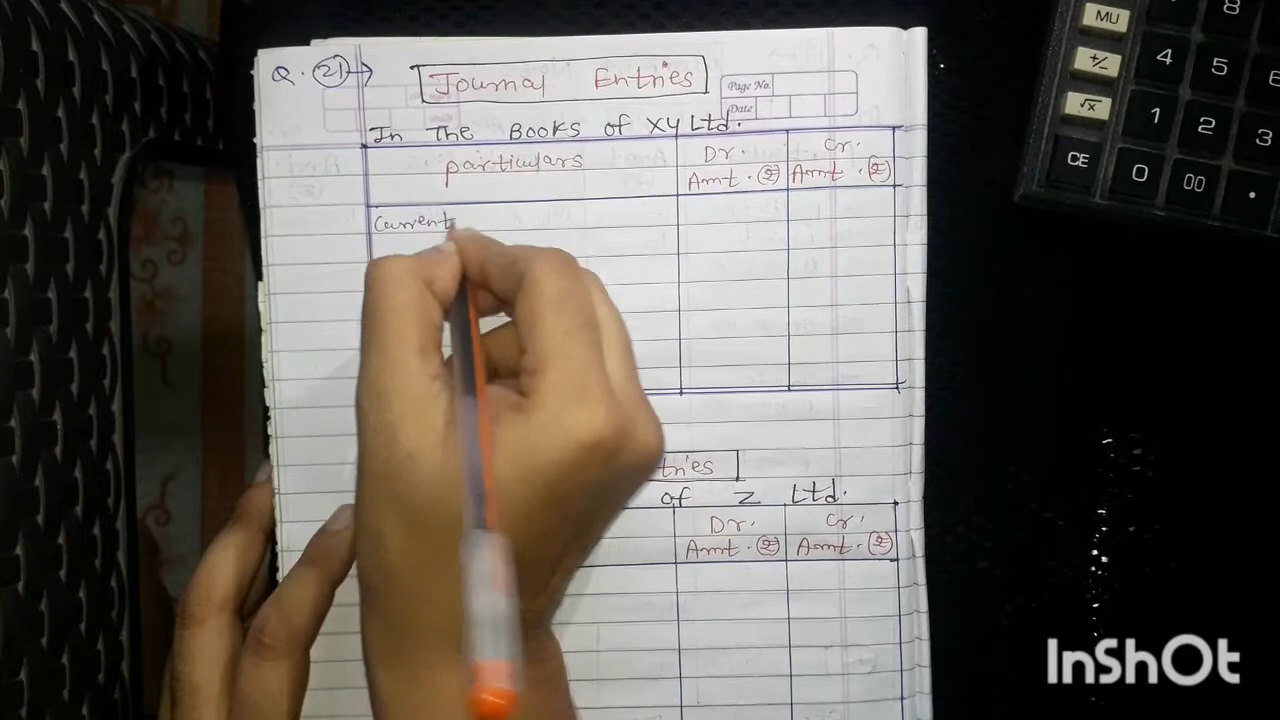 Q. 21 → Journal Entries
Page No.
Date
In The Books of XY Ltd.
particulars Dr. Amt. (₹) Cr. Amt. (₹)
Current
tries
of Z Ltd.
Dr. Cr.
Amt. (₹) Amt. (₹)
MU 8
+/- 4 5 6
√x 1 2 3
CE 0 00 .
InShOt